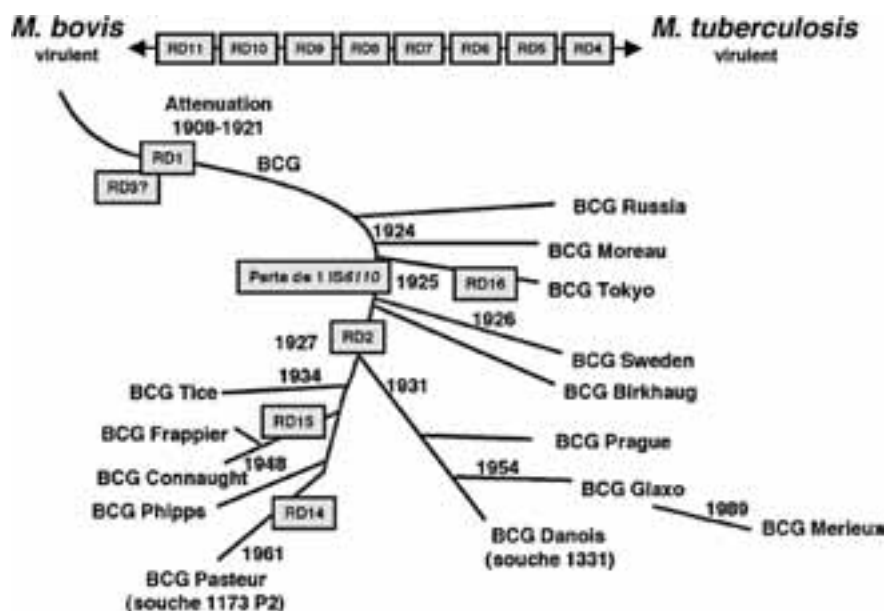 M. bovis
virulent
RD11 RD10 RD9 RD8 RD7 RD6 RD5 RD4
M. tuberculosis
virulent
Attenuation
1908-1921
RD1
BCG
RD3?
BCG Russia
1924
BCG Moreau
Perte de 1 IS6110
1925
RD16
BCG Tokyo
1926
1927
RD2
BCG Sweden
1934
1931
BCG Birkhaug
BCG Tice
RD15
BCG Frappier
BCG Prague
1948
1954
BCG Connaught
BCG Glaxo
BCG Phipps
RD14
1989
BCG Merieux
1961
BCG Danois
(souche 1331)
BCG Pasteur
(souche 1173 P2)